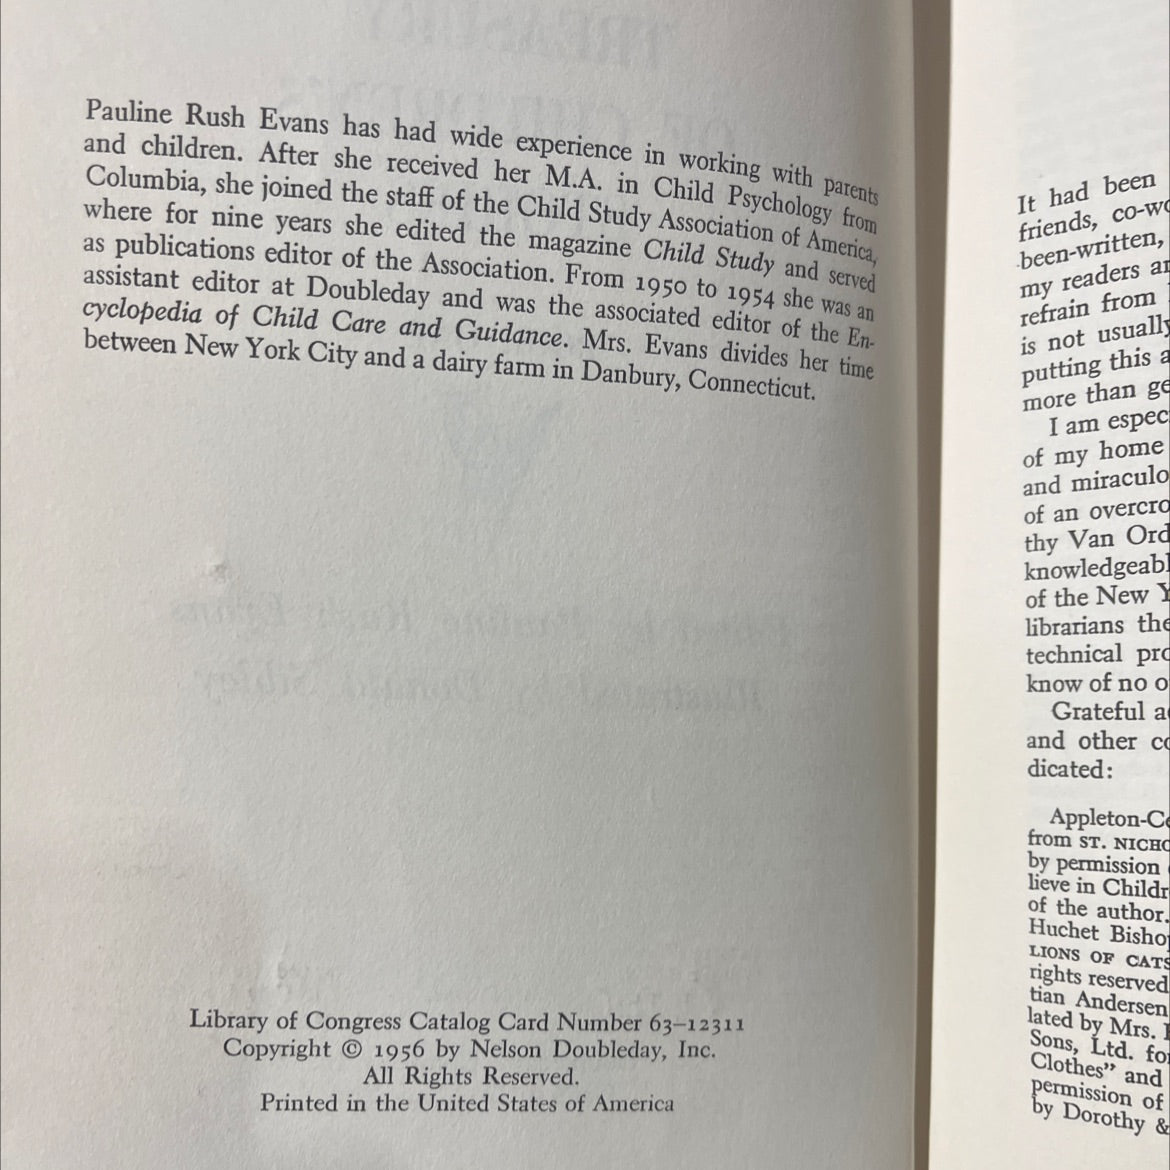 Pauline Rush Evans has had wide experience in working with parents
and children. After she received her M.A. in Child Psychology from
Columbia, she joined the staff of the Child Study Association of America,
where for nine years she edited the magazine Child Study and served
as publications editor of the Association. From 1950 to 1954 she was an
assistant editor at Doubleday and was the associated editor of the En-
cyclopedia of Child Care and Guidance. Mrs. Evans divides her time
between New York City and a dairy farm in Danbury, Connecticut.
Library of Congress Catalog Card Number 63–12311
Copyright © 1956 by Nelson Doubleday, Inc.
All Rights Reserved.
Printed in the United States of America
It had been
friends, co-wo
been-written,
my readers ar
refrain from
is not usually
putting this a
more than ge
I am espec
of my home
and miraculo
of an overcro
thy Van Ord
knowledgeabl
of the New Y
librarians the
technical pro
know of no o
Grateful a
and other co
dicated:
Appleton-Ce
from ST. NICHO
by permission
lieve in Childr
of the author.
Huchet Bishop
LIONS OF CATS
rights reserved
tian Andersen
lated by Mrs.
Sons, Ltd. for
Clothes” and
permission of
by Dorothy &